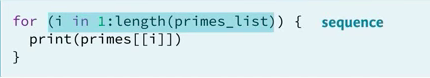 for (i in 1:length(primes_list)) { sequence
  print(primes[[i]])
}